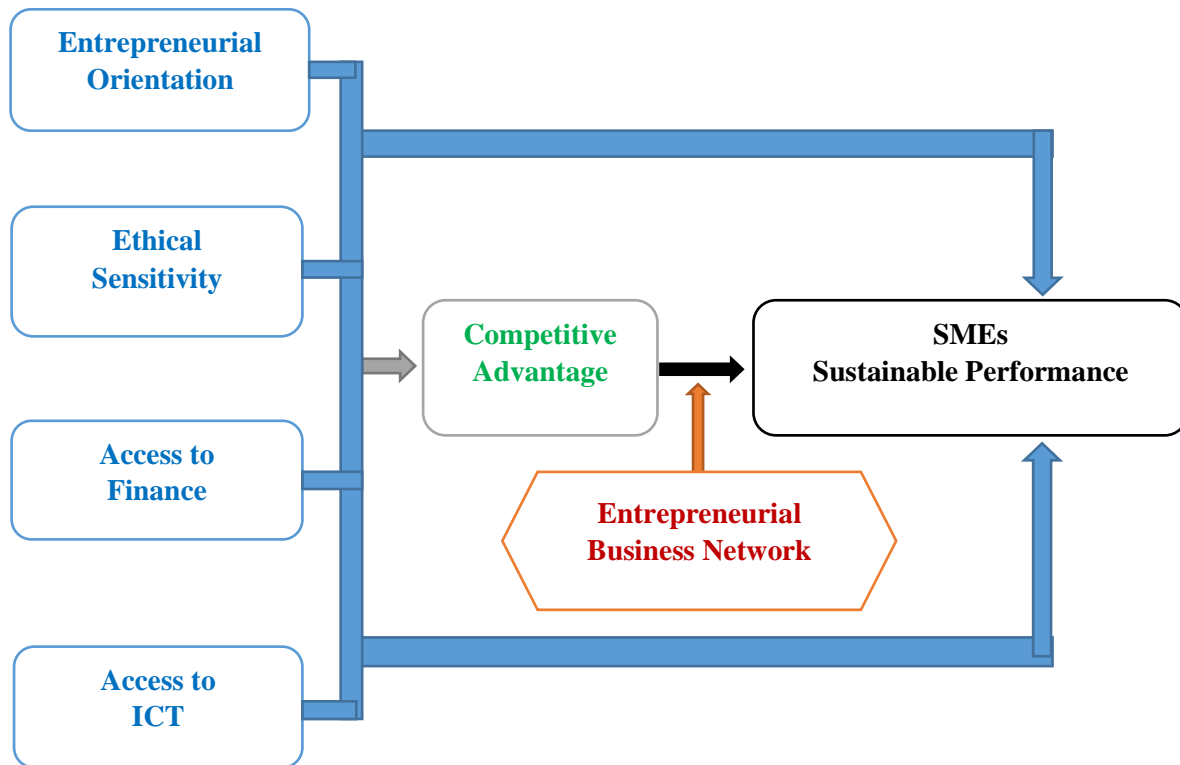 Entrepreneurial
Orientation
Ethical
Sensitivity
Competitive
Advantage
SMEs
Sustainable Performance
Access to
Finance
Entrepreneurial
Business Network
Access to
ICT